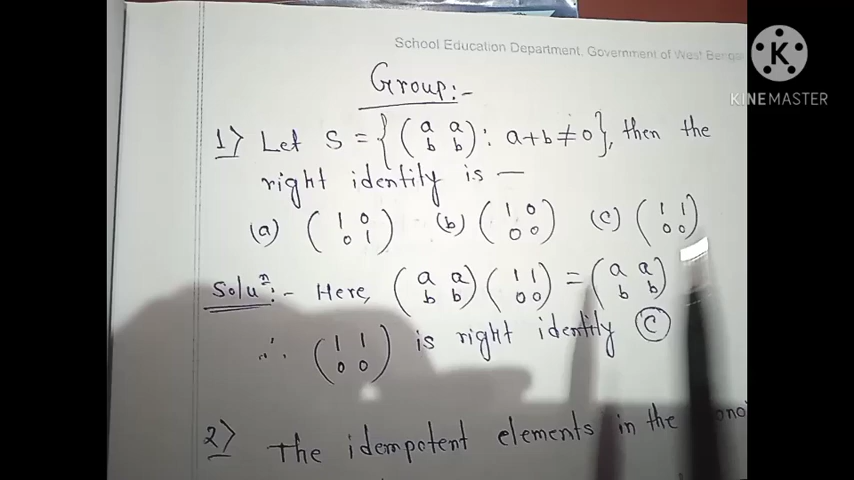 School Education Department. Government of West Bengal
KINEMASTER
Group:-
1) Let S = { ( a a ; b b ) : a+b ≠ 0 }, then the
right identity is —
(a) ( 1 0 ; 0 1 ) (b) ( 1 0 ; 0 0 ) (c) ( 1 1 ; 0 0 )
Soluⁿ:- Here, ( a a ; b b ) ( 1 1 ; 0 0 ) = ( a a ; b b )
∴ ( 1 1 ; 0 0 ) is right identity (C)
2) The idempotent elements in the